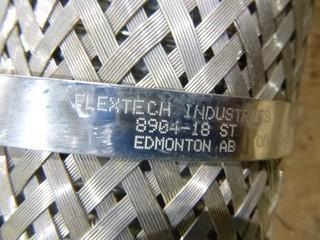 FLEXTECH INDUSTRIES
8904-18 ST
EDMONTON AB